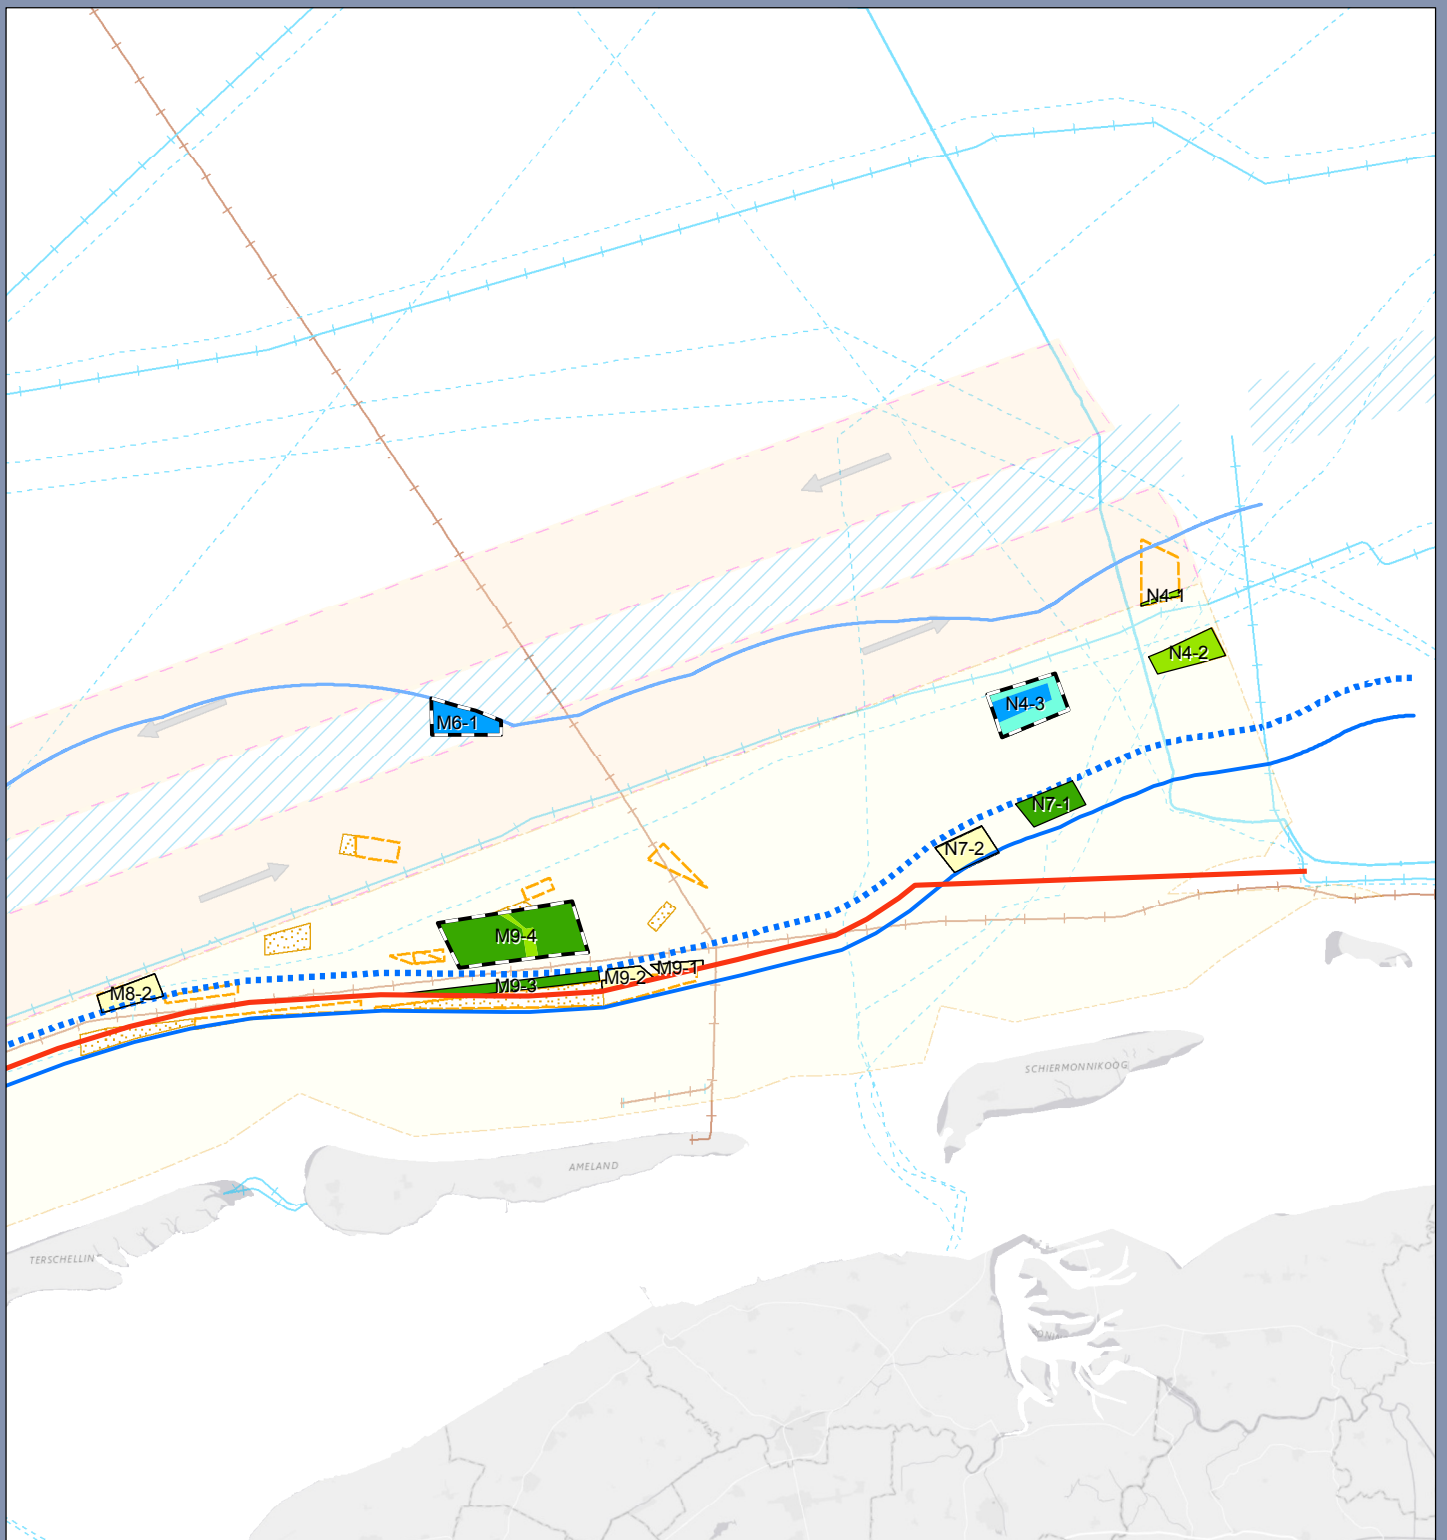 N4-1
N4-2
N4-3
M6-1
N7-1
N7-2
M9-4
M9-1
M9-2
M9-3
M8-2
SCHIERMONNIKOOG
AMELAND
TERSCHELLIN